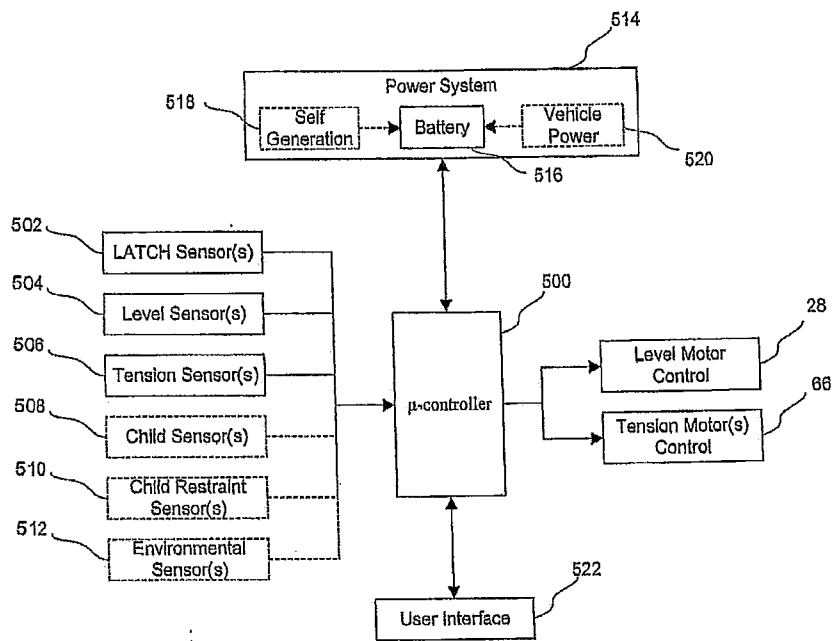 514
Power System
518
Self
Generation
Battery
Vehicle
Power
516
520
502
LATCH Sensor(s)
504
Level Sensor(s)
506
Tension Sensor(s)
508
Child Sensor(s)
510
Child Restraint
Sensor(s)
512
Environmental
Sensor(s)
500
μ-controller
28
Level Motor
Control
66
Tension Motor(s)
Control
522
User Interface